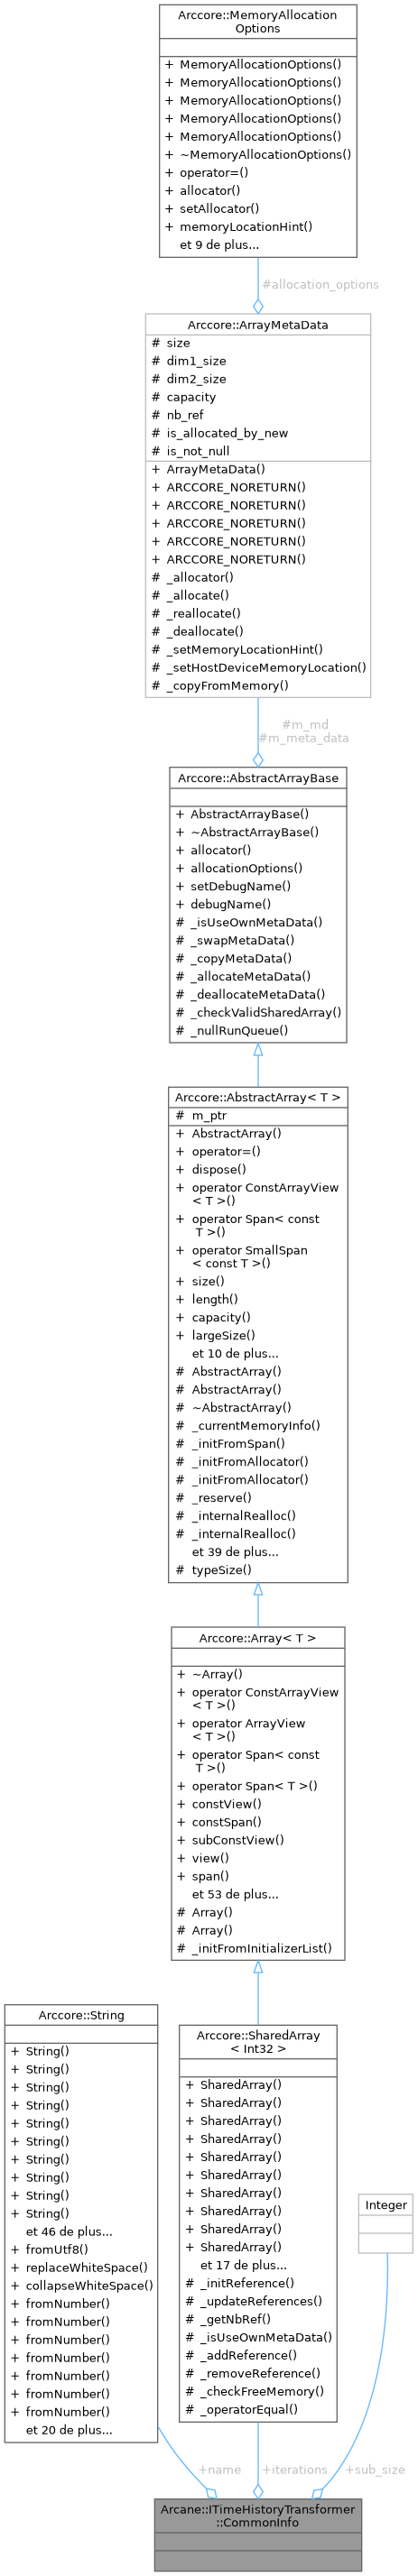 Arccore::MemoryAllocation
Options
+ MemoryAllocationOptions()
+ MemoryAllocationOptions()
+ MemoryAllocationOptions()
+ MemoryAllocationOptions()
+ MemoryAllocationOptions()
+ ~MemoryAllocationOptions()
+ operator=()
+ allocator()
+ setAllocator()
+ memoryLocationHint()
et 9 de plus...
#allocation_options
Arccore::ArrayMetaData
# size
# dim1_size
# dim2_size
# capacity
# nb_ref
# is_allocated_by_new
# is_not_null
+ ArrayMetaData()
+ ARCCORE_NORETURN()
+ ARCCORE_NORETURN()
+ ARCCORE_NORETURN()
+ ARCCORE_NORETURN()
+ ARCCORE_NORETURN()
# _allocator()
# _allocate()
# _reallocate()
# _deallocate()
# _setMemoryLocationHint()
# _setHostDeviceMemoryLocation()
# _copyFromMemory()
#m_md
#m_meta_data
Arccore::AbstractArrayBase
+ AbstractArrayBase()
+ ~AbstractArrayBase()
+ allocator()
+ allocationOptions()
+ setDebugName()
+ debugName()
# _isUseOwnMetaData()
# _swapMetaData()
# _copyMetaData()
# _allocateMetaData()
# _deallocateMetaData()
# _checkValidSharedArray()
# _nullRunQueue()
Arccore::AbstractArray< T >
# m_ptr
+ AbstractArray()
+ operator=()
+ dispose()
+ operator ConstArrayView
< T >()
+ operator Span< const
T >()
+ operator SmallSpan
< const T >()
+ size()
+ length()
+ capacity()
+ largeSize()
et 10 de plus...
# AbstractArray()
# AbstractArray()
# ~AbstractArray()
# _currentMemoryInfo()
# _initFromSpan()
# _initFromAllocator()
# _initFromAllocator()
# _reserve()
# _internalRealloc()
# _internalRealloc()
et 39 de plus...
# typeSize()
Arccore::Array< T >
+ ~Array()
+ operator ConstArrayView
< T >()
+ operator ArrayView
< T >()
+ operator Span< const
T >()
+ operator Span< T >()
+ constView()
+ constSpan()
+ subConstView()
+ view()
+ span()
et 53 de plus...
# Array()
# Array()
# _initFromInitializerList()
Arccore::String
+ String()
+ String()
+ String()
+ String()
+ String()
+ String()
+ String()
+ String()
+ String()
+ String()
et 46 de plus...
+ fromUtf8()
+ replaceWhiteSpace()
+ collapseWhiteSpace()
+ fromNumber()
+ fromNumber()
+ fromNumber()
+ fromNumber()
+ fromNumber()
+ fromNumber()
+ fromNumber()
et 20 de plus...
Arccore::SharedArray
< Int32 >
+ SharedArray()
+ SharedArray()
+ SharedArray()
+ SharedArray()
+ SharedArray()
+ SharedArray()
+ SharedArray()
+ SharedArray()
+ SharedArray()
+ SharedArray()
et 17 de plus...
# _initReference()
# _updateReferences()
# _getNbRef()
# _isUseOwnMetaData()
# _addReference()
# _removeReference()
# _checkFreeMemory()
# _operatorEqual()
Integer
+name
+iterations
+sub_size
Arcane::ITimeHistoryTransformer
::CommonInfo